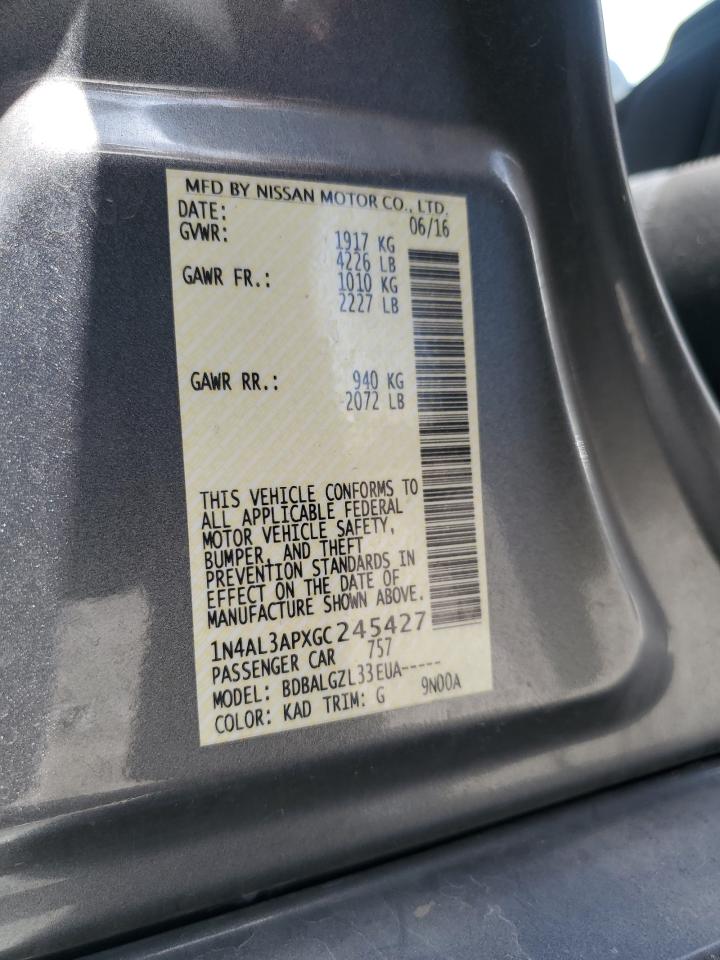 MFD BY NISSAN MOTOR CO., LTD.
DATE: 06/16
GVWR: 1917 KG
4226 LB
GAWR FR.: 1010 KG
2227 LB
GAWR RR.: 940 KG
2072 LB
THIS VEHICLE CONFORMS TO
ALL APPLICABLE FEDERAL
MOTOR VEHICLE SAFETY,
BUMPER, AND THEFT
PREVENTION STANDARDS IN
EFFECT ON THE DATE OF
MANUFACTURE SHOWN ABOVE.
1N4AL3APXGC245427
PASSENGER CAR 757
MODEL: BDBALGZL33EUA-----
COLOR: KAD TRIM: G 9N00A